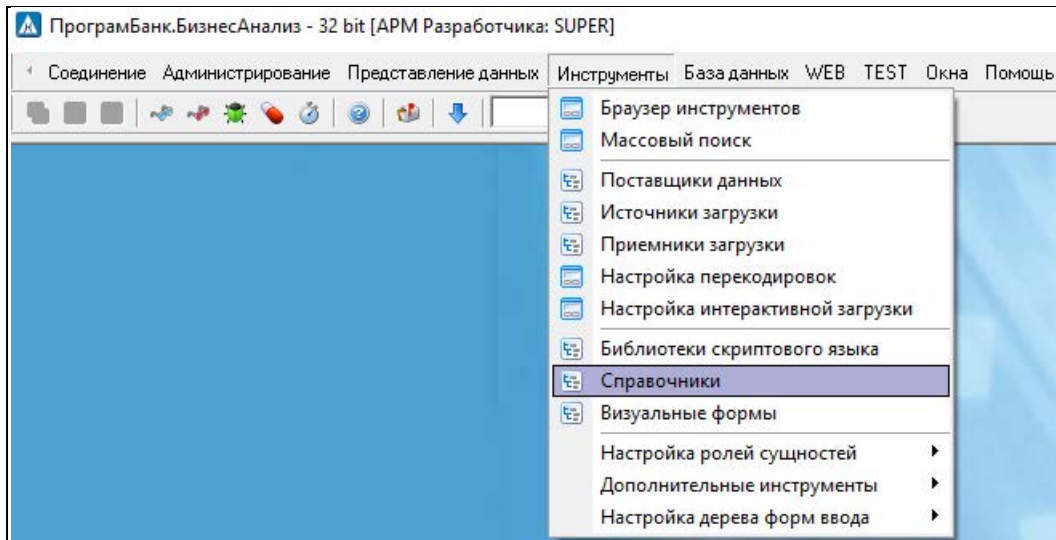 ПрограмБанк.БизнесАнализ - 32 bit [АРМ Разработчика: SUPER]
Соединение Администрирование Представление данных Инструменты База данных WEB TEST Окна Помощь
Браузер инструментов
Массовый поиск
Поставщики данных
Источники загрузки
Приемники загрузки
Настройка перекодировок
Настройка интерактивной загрузки
Библиотеки скриптового языка
Справочники
Визуальные формы
Настройка ролей сущностей
Дополнительные инструменты
Настройка дерева форм ввода